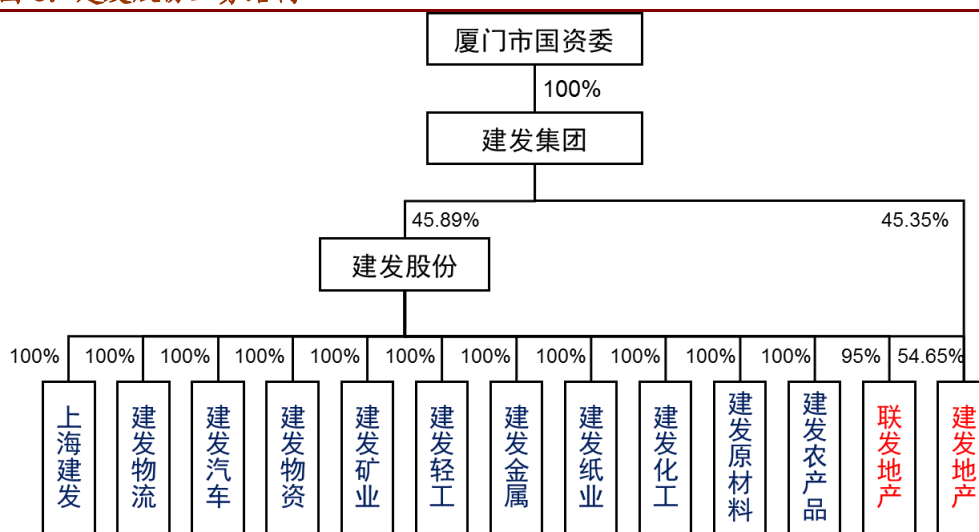 厦门市国资委
100%
建发集团
45.89%
45.35%
建发股份
100%
100%
100%
100%
100%
100%
100%
100%
100%
100%
100%
95%
54.65%
上海建发
建发物流
建发汽车
建发物资
建发矿业
建发轻工
建发金属
建发纸业
建发化工
建发原材料
建发农产品
联发地产
建发地产